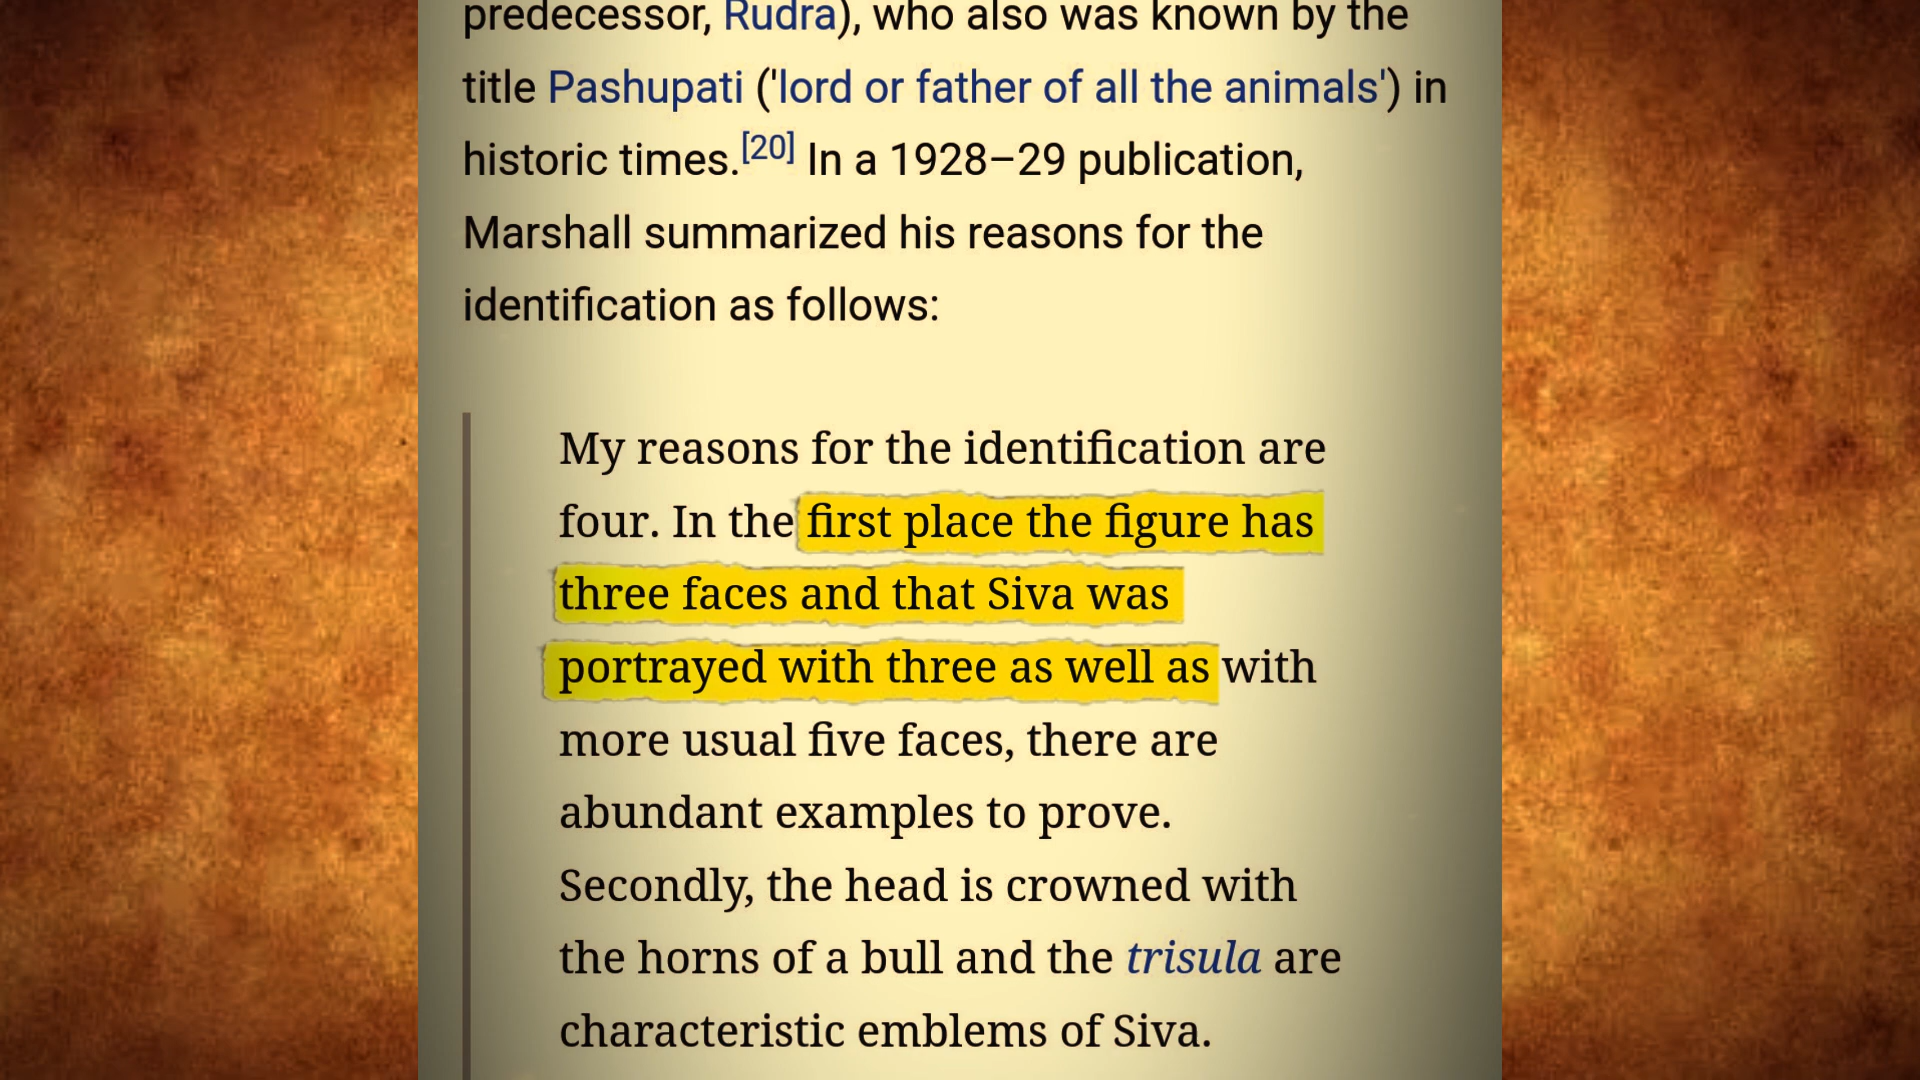 predecessor, Rudra), who also was known by the
title Pashupati ('lord or father of all the animals') in
historic times.[20] In a 1928–29 publication,
Marshall summarized his reasons for the
identification as follows:
My reasons for the identification are
four. In the first place the figure has
three faces and that Siva was
portrayed with three as well as with
more usual five faces, there are
abundant examples to prove.
Secondly, the head is crowned with
the horns of a bull and the trisula are
characteristic emblems of Siva.